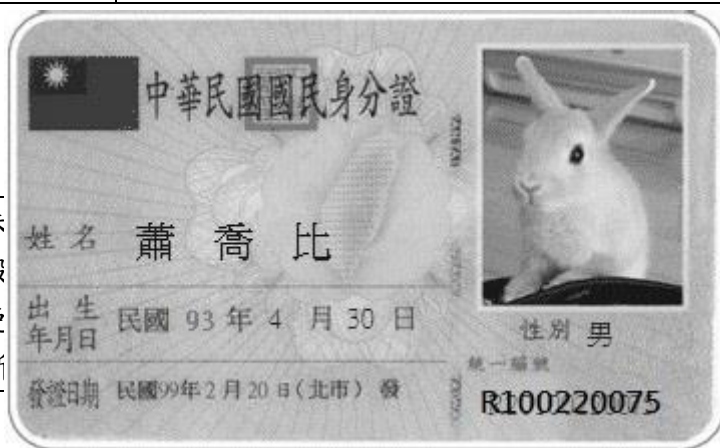 中華民國國民身分證
姓名 蕭喬比
出生年月日 民國 93 年 4 月 30 日
性別 男
發證日期 民國99年2月20日(北市)發
統一編號
R100220075